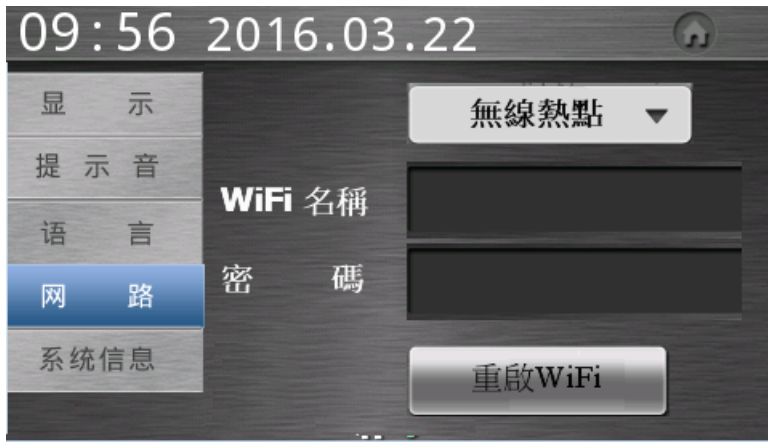 09:56 2016.03.22
显 示
提 示 音
语 言
网 路
系统信息
無線熱點
WiFi 名稱
密 碼
重啟WiFi